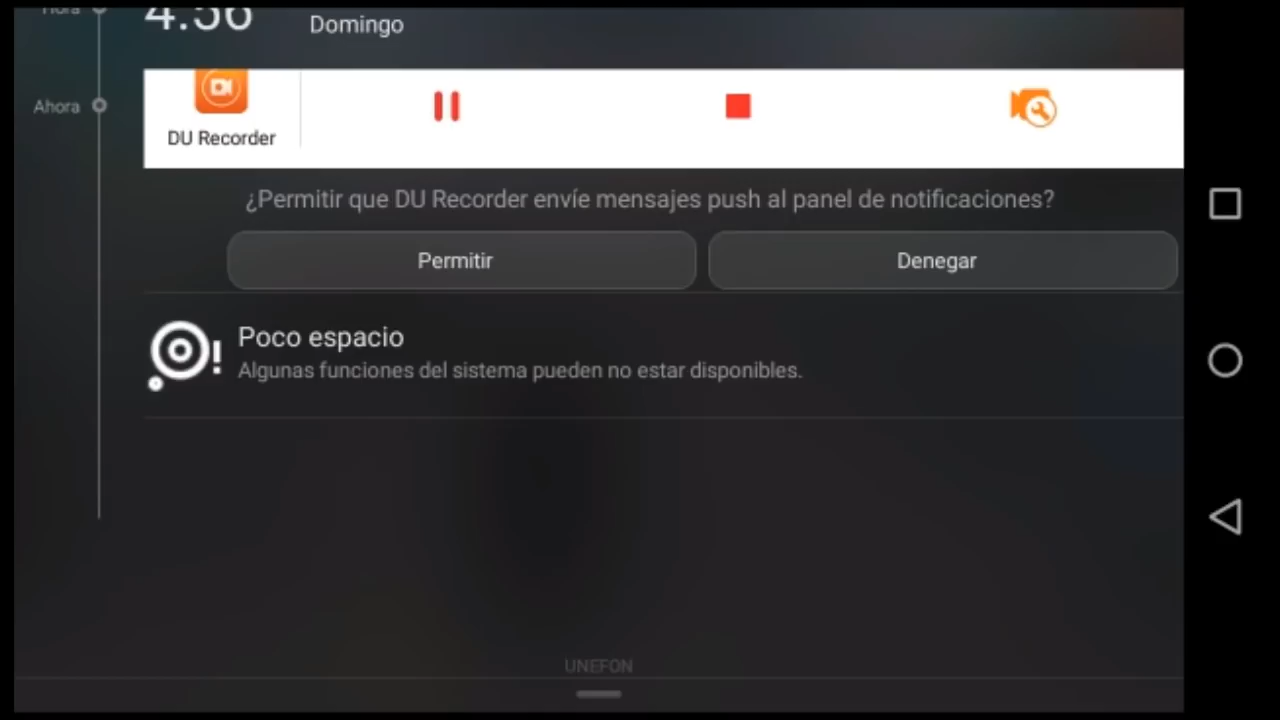 Hora
4:56
Domingo
Ahora
DU Recorder
¿Permitir que DU Recorder envíe mensajes push al panel de notificaciones?
Permitir
Denegar
Poco espacio
Algunas funciones del sistema pueden no estar disponibles.
UNEFON